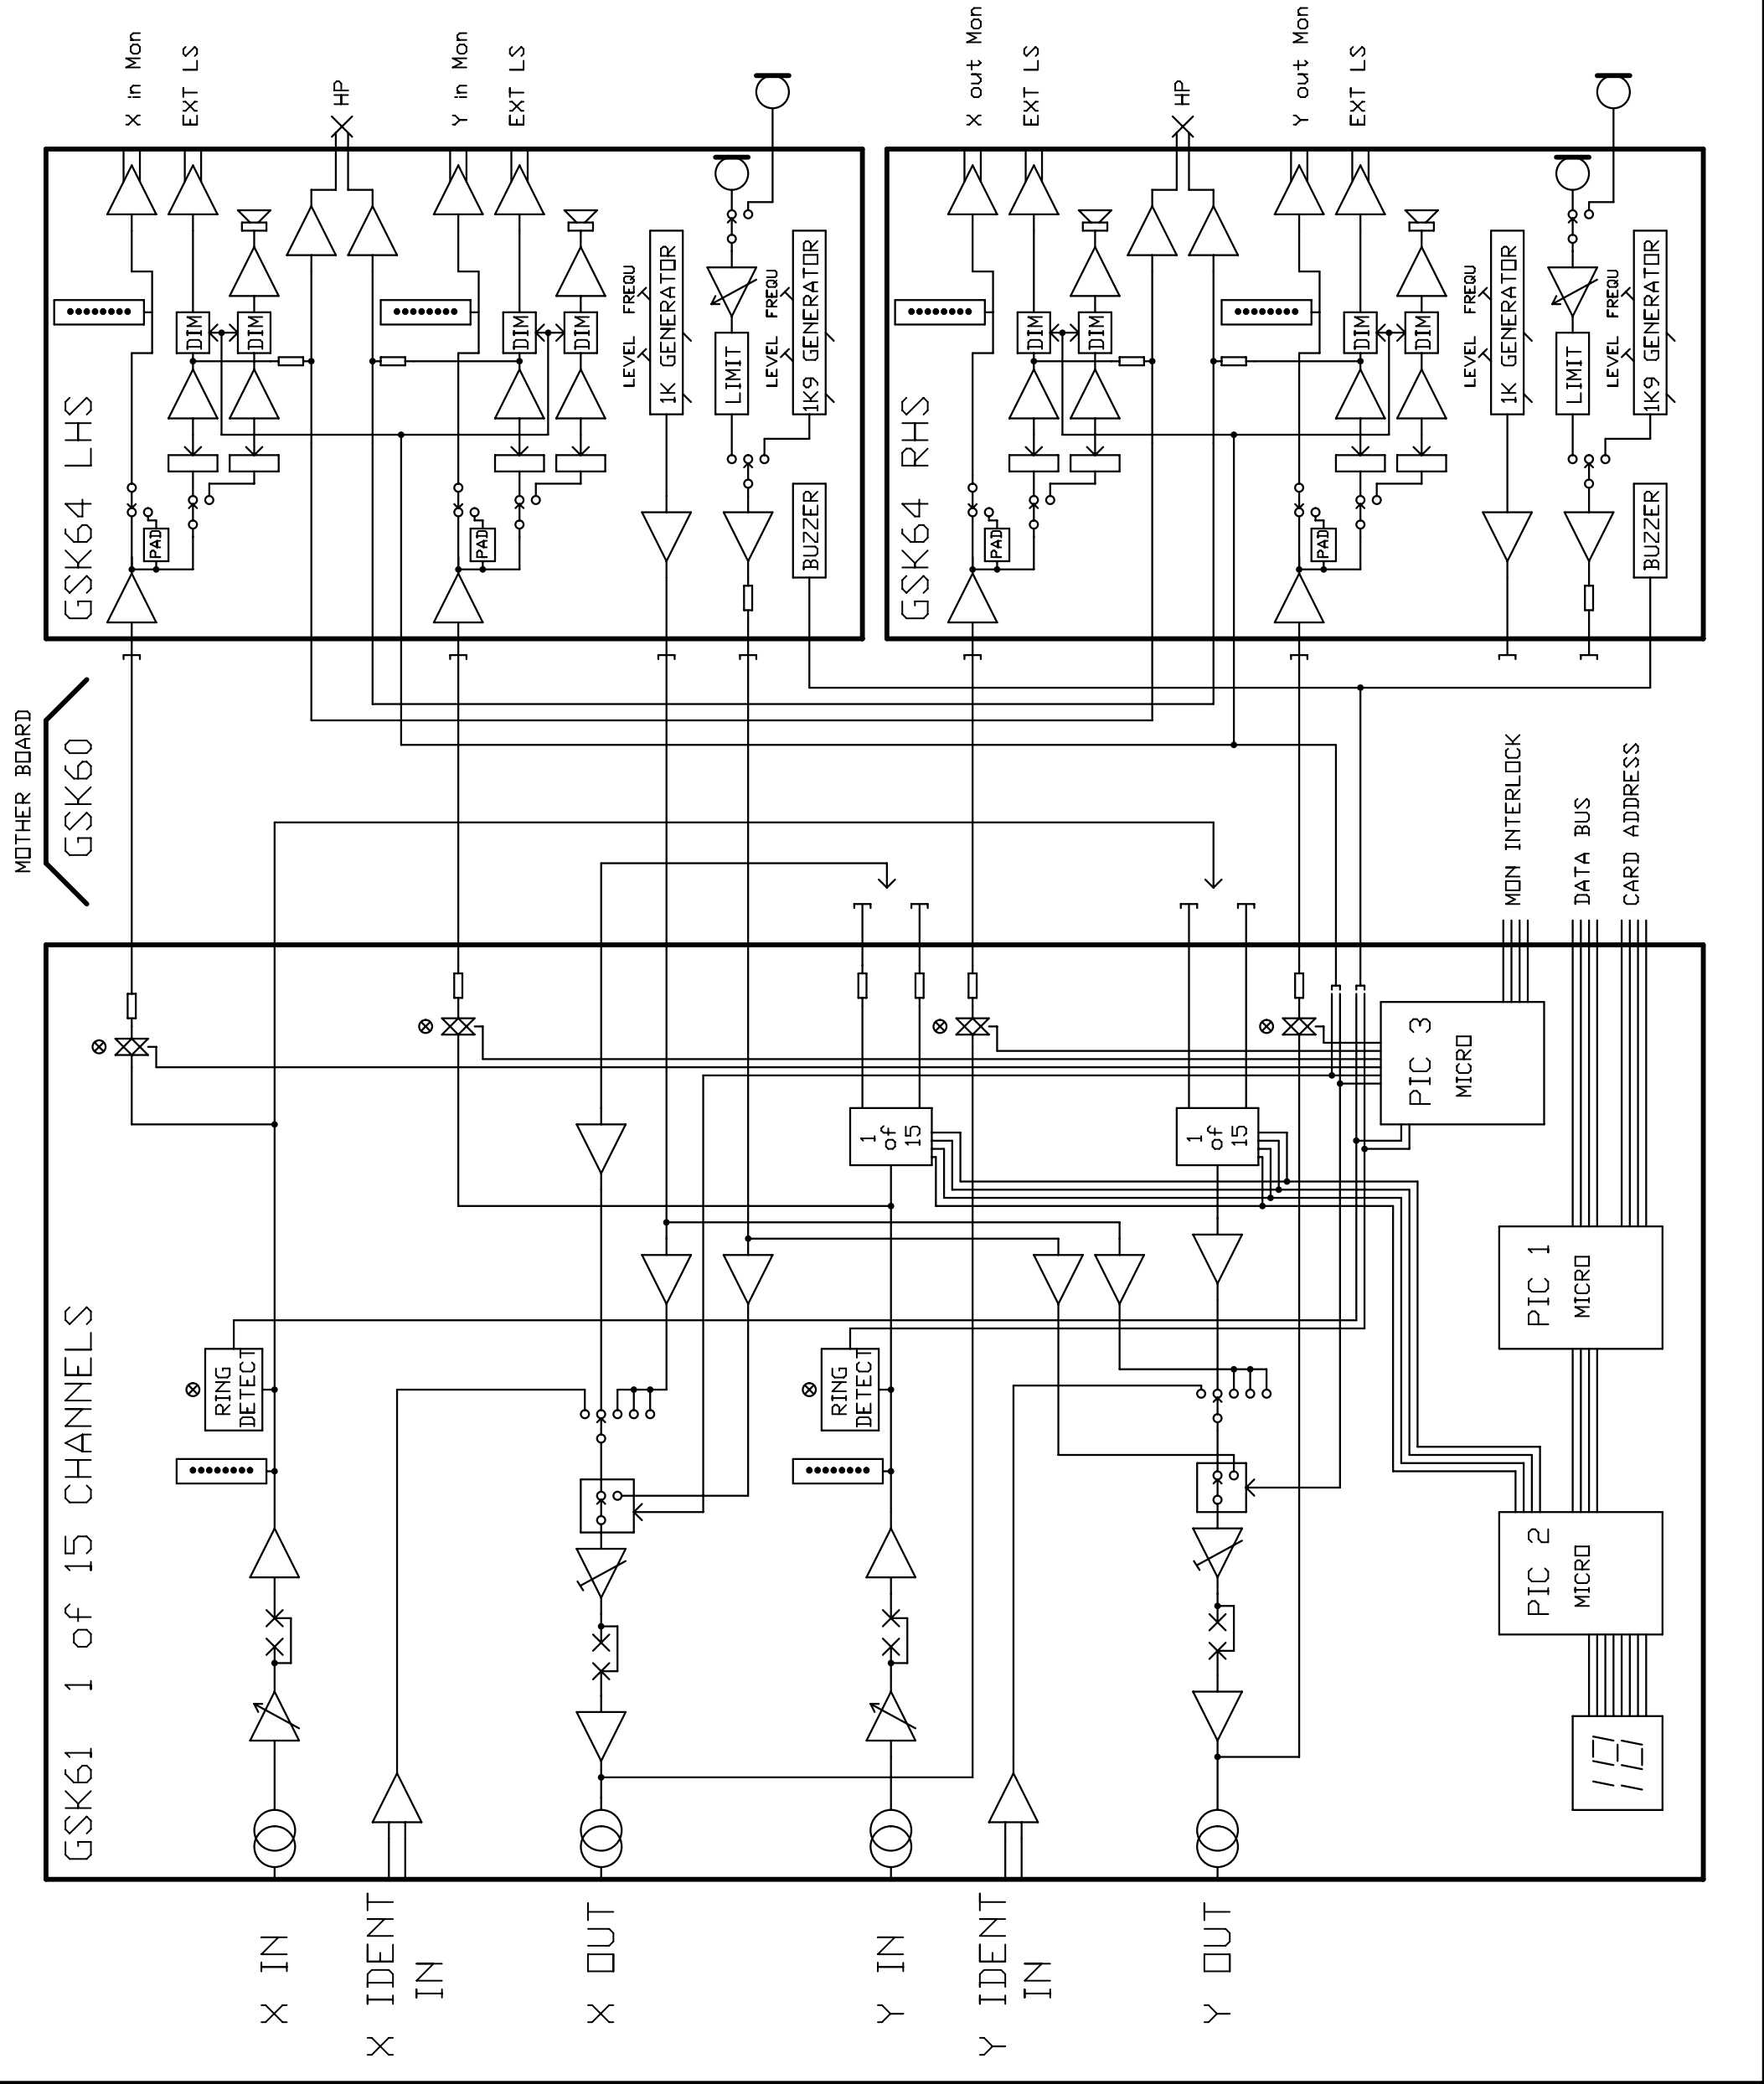 MOTHER BOARD
GSK60
GSK61 1 of 15 CHANNELS
X IN
X IDENT
IN
X OUT
Y IN
Y IDENT
IN
Y OUT
RING
DETECT
RING
DETECT
1
of
15
1
of
15
PIC 3
MICRO
PIC 1
MICRO
PIC 2
MICRO
18
MON INTERLOCK
DATA BUS
CARD ADDRESS
GSK64 LHS
PAD
DIM
DIM
PAD
DIM
DIM
LEVEL FREQU
1K GENERATOR
LIMIT
LEVEL FREQU
1K9 GENERATOR
BUZZER
X in Mon
EXT LS
HP
Y in Mon
EXT LS
GSK64 RHS
PAD
DIM
DIM
PAD
DIM
DIM
LEVEL FREQU
1K GENERATOR
LIMIT
LEVEL FREQU
1K9 GENERATOR
BUZZER
X out Mon
EXT LS
HP
Y out Mon
EXT LS